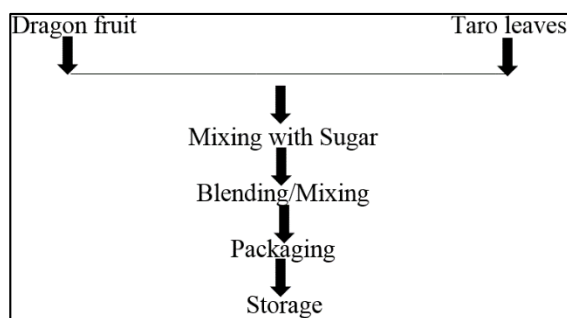 Dragon fruit
Taro leaves
Mixing with Sugar
Blending/Mixing
Packaging
Storage